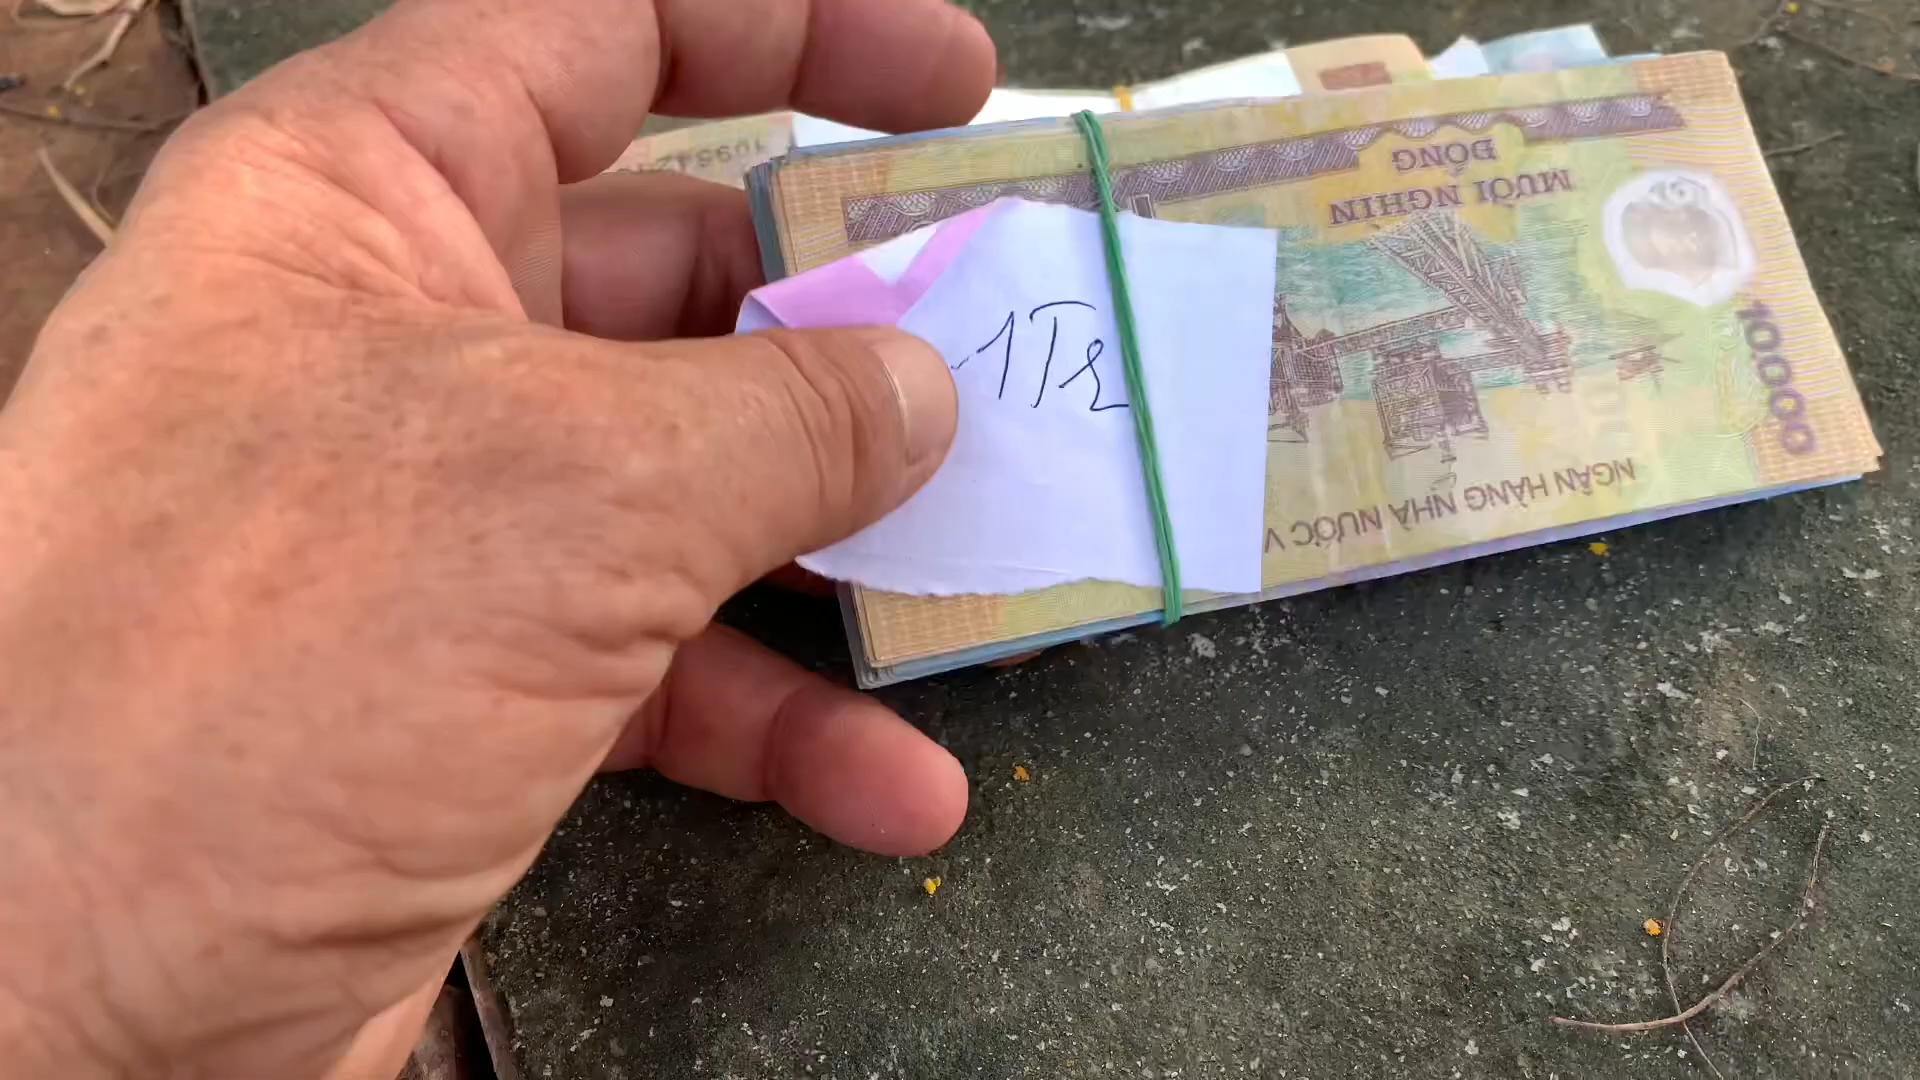 1Tr
MƯỜI NGHÌN
ĐỒNG
10000
NGÂN HÀNG NHÀ NƯỚC V